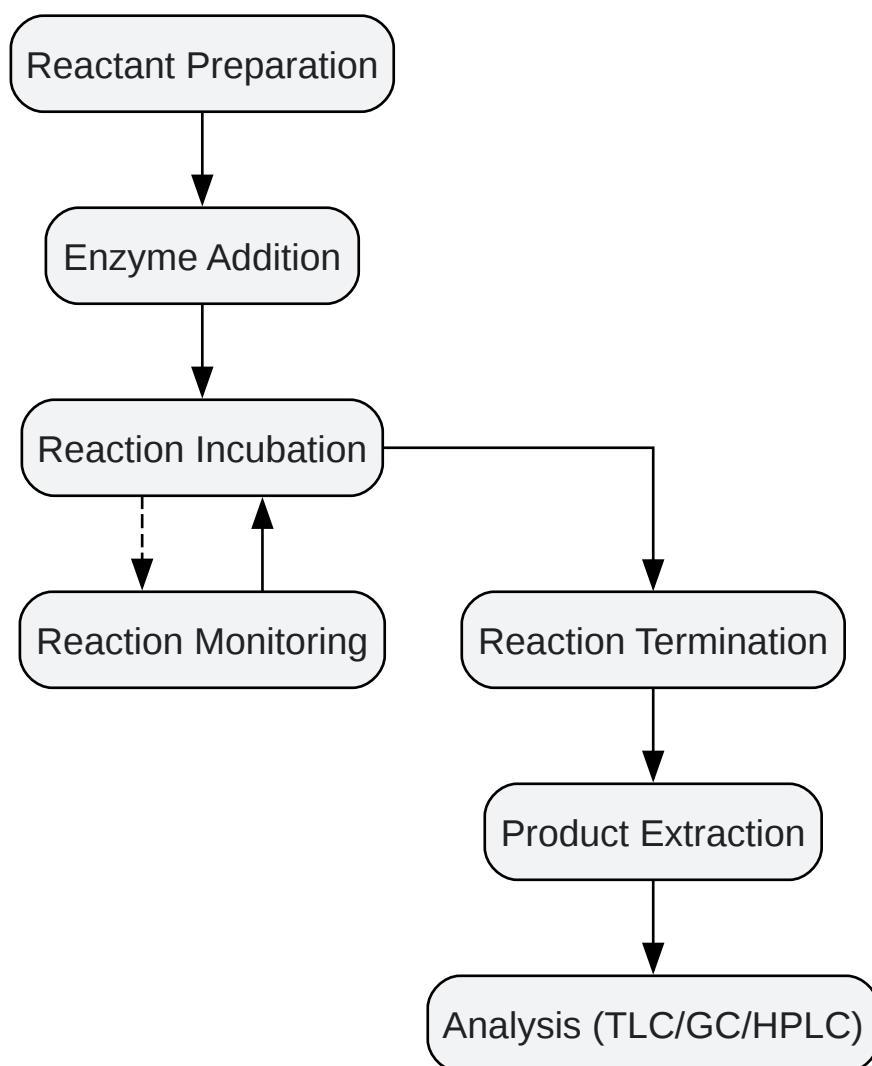 Reactant Preparation
Enzyme Addition
Reaction Incubation
Reaction Monitoring
Reaction Termination
Product Extraction
Analysis (TLC/GC/HPLC)